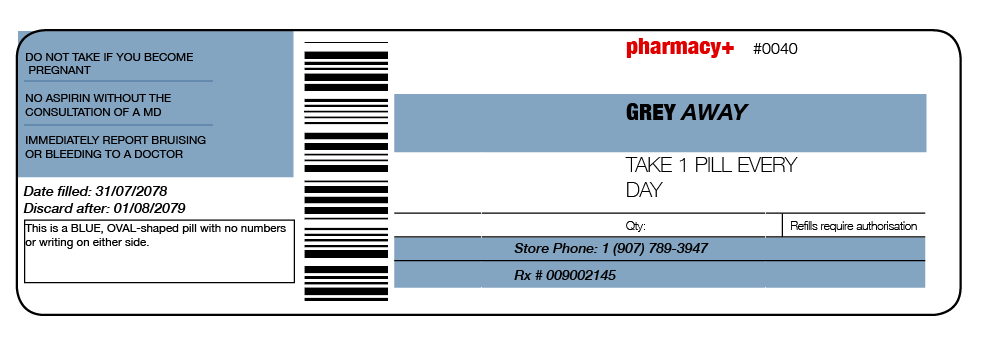 DO NOT TAKE IF YOU BECOME
PREGNANT
NO ASPIRIN WITHOUT THE
CONSULTATION OF A MD
IMMEDIATELY REPORT BRUISING
OR BLEEDING TO A DOCTOR
Date filled: 31/07/2078
Discard after: 01/08/2079
This is a BLUE, OVAL-shaped pill with no numbers
or writing on either side.
pharmacy+ #0040
GREY AWAY
TAKE 1 PILL EVERY
DAY
Qty: Refills require authorisation
Store Phone: 1 (907) 789-3947
Rx # 009002145